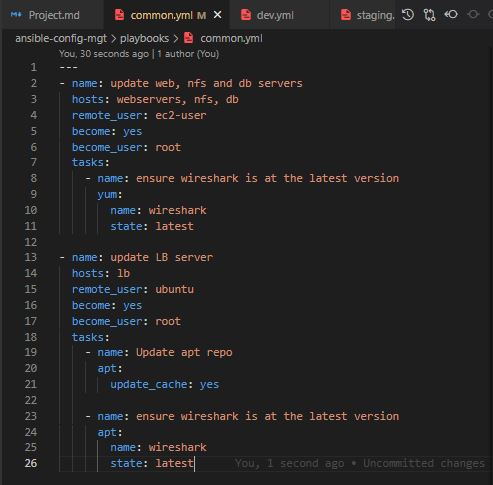 Project.md common.yml M dev.yml staging.
ansible-config-mgt > playbooks > common.yml
You, 30 seconds ago | 1 author (You)
1 ---
2 - name: update web, nfs and db servers
3 hosts: webservers, nfs, db
4 remote_user: ec2-user
5 become: yes
6 become_user: root
7 tasks:
8 - name: ensure wireshark is at the latest version
9 yum:
10 name: wireshark
11 state: latest
12
13 - name: update LB server
14 hosts: lb
15 remote_user: ubuntu
16 become: yes
17 become_user: root
18 tasks:
19 - name: Update apt repo
20 apt:
21 update_cache: yes
22
23 - name: ensure wireshark is at the latest version
24 apt:
25 name: wireshark
26 state: latest You, 1 second ago • Uncommitted changes